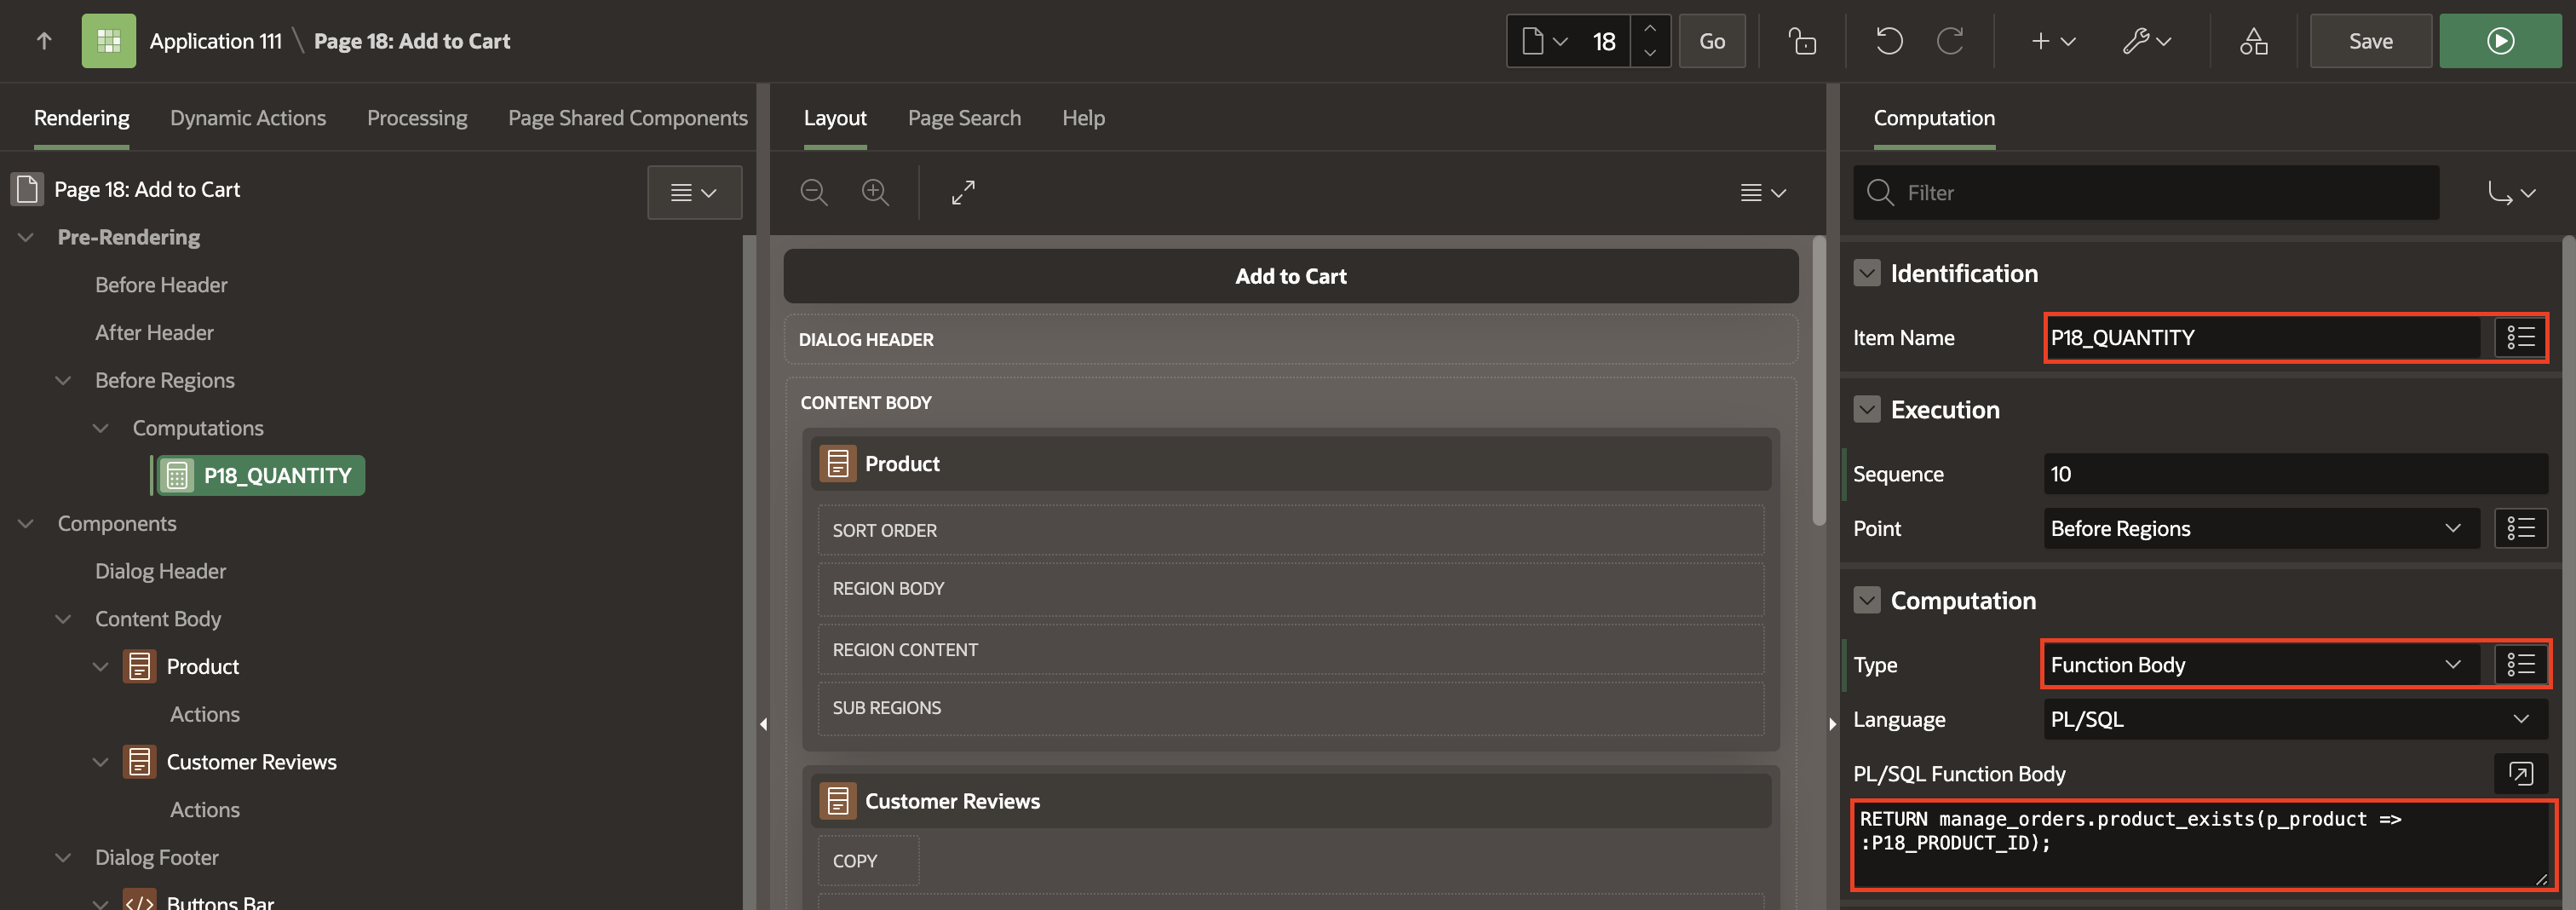 Application 111 \ Page 18: Add to Cart
18
Go
Save
Rendering
Dynamic Actions
Processing
Page Shared Components
Page 18: Add to Cart
Pre-Rendering
Before Header
After Header
Before Regions
Computations
P18_QUANTITY
Components
Dialog Header
Content Body
Product
Actions
Customer Reviews
Actions
Dialog Footer
Buttons Bar
Layout
Page Search
Help
Add to Cart
DIALOG HEADER
CONTENT BODY
Product
SORT ORDER
REGION BODY
REGION CONTENT
SUB REGIONS
Customer Reviews
COPY
Computation
Filter
Identification
Item Name
P18_QUANTITY
Execution
Sequence
10
Point
Before Regions
Computation
Type
Function Body
Language
PL/SQL
PL/SQL Function Body
RETURN manage_orders.product_exists(p_product =>
:P18_PRODUCT_ID);